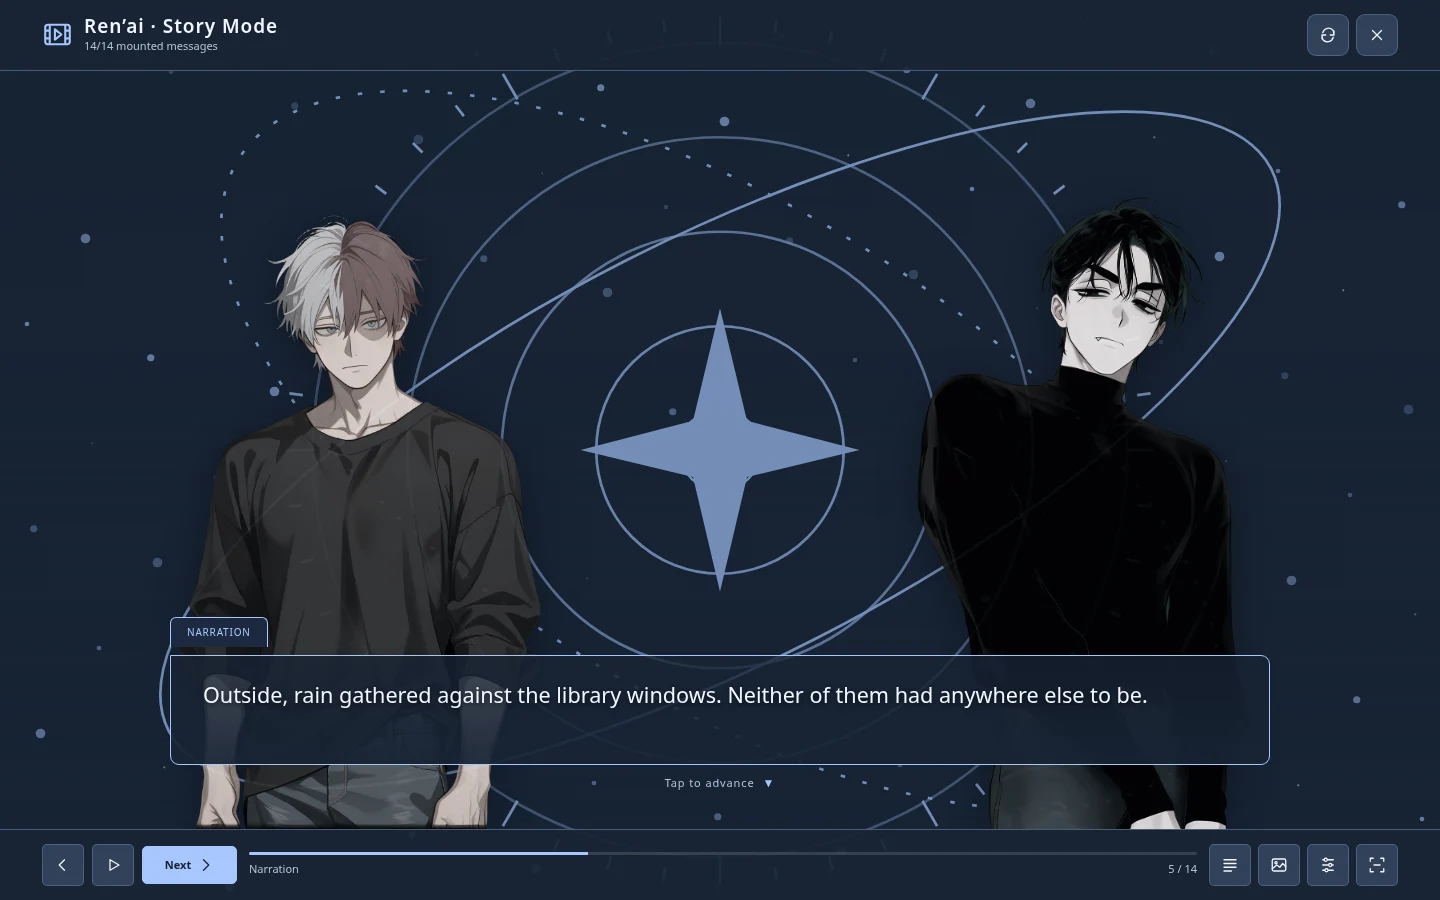 Ren'ai · Story Mode
14/14 mounted messages
NARRATION
Outside, rain gathered against the library windows. Neither of them had anywhere else to be.
Tap to advance ▼
Next
Narration
5 / 14